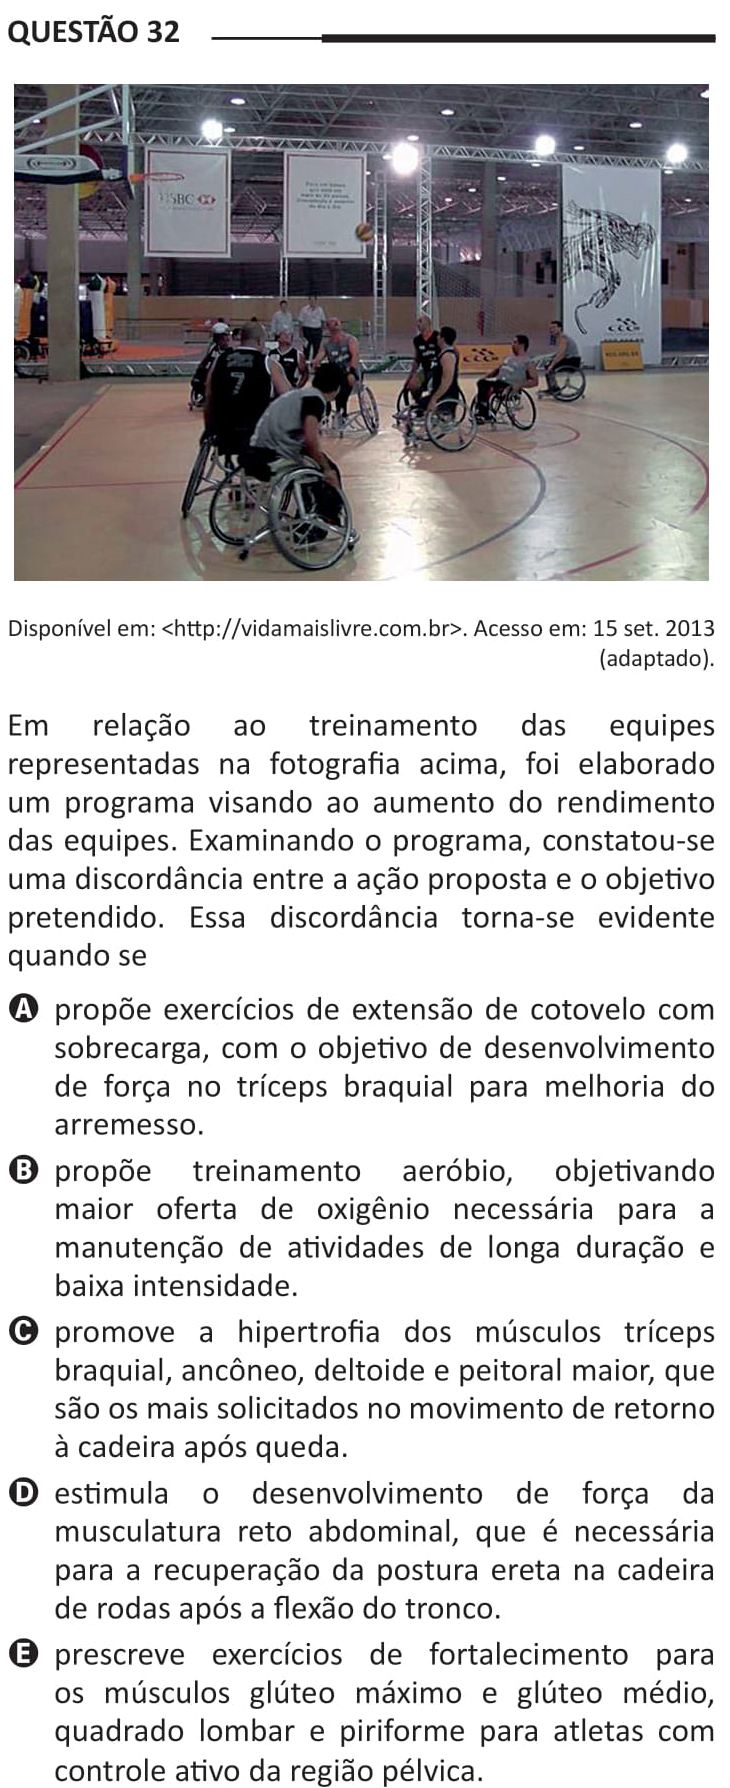 QUESTÃO 32
HSBC
7
Disponível em: <http://vidamaislivre.com.br>. Acesso em: 15 set. 2013
(adaptado).
Em relação ao treinamento das equipes
representadas na fotografia acima, foi elaborado
um programa visando ao aumento do rendimento
das equipes. Examinando o programa, constatou-se
uma discordância entre a ação proposta e o objetivo
pretendido. Essa discordância torna-se evidente
quando se
A propõe exercícios de extensão de cotovelo com
sobrecarga, com o objetivo de desenvolvimento
de força no tríceps braquial para melhoria do
arremesso.
B propõe treinamento aeróbio, objetivando
maior oferta de oxigênio necessária para a
manutenção de atividades de longa duração e
baixa intensidade.
C promove a hipertrofia dos músculos tríceps
braquial, ancôneo, deltoide e peitoral maior, que
são os mais solicitados no movimento de retorno
à cadeira após queda.
D estimula o desenvolvimento de força da
musculatura reto abdominal, que é necessária
para a recuperação da postura ereta na cadeira
de rodas após a flexão do tronco.
E prescreve exercícios de fortalecimento para
os músculos glúteo máximo e glúteo médio,
quadrado lombar e piriforme para atletas com
controle ativo da região pélvica.